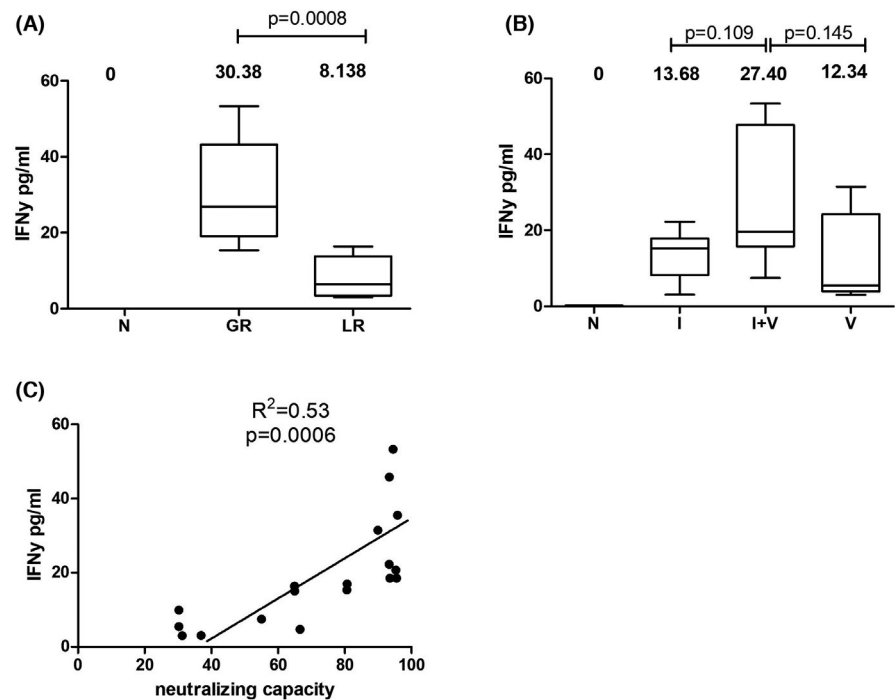 (A)
p=0.0008
0 30.38 8.138
60
40
20
0
IFNy pg/ml
N GR LR
(B)
p=0.109 p=0.145
0 13.68 27.40 12.34
60
40
20
0
IFNy pg/ml
N I I+V V
(C)
R²=0.53
p=0.0006
60
40
20
0
IFNy pg/ml
0 20 40 60 80 100
neutralizing capacity